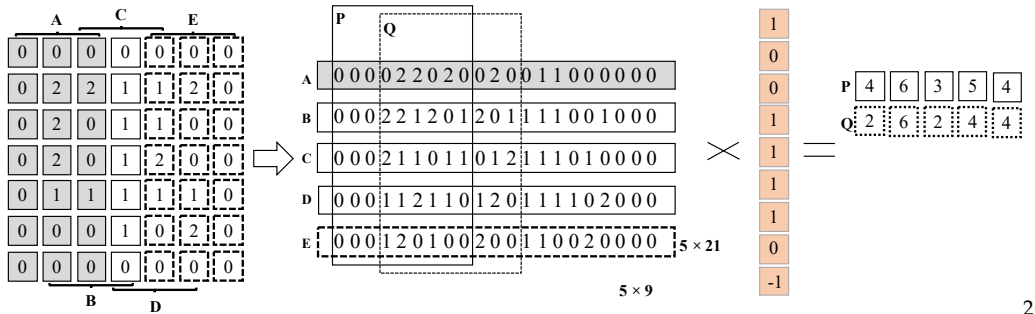 A C E
0 0 0 0 0 0 0
0 2 2 1 1 2 0
0 2 0 1 1 0 0
0 2 0 1 2 0 0
0 1 1 1 1 1 0
0 0 0 1 0 2 0
0 0 0 0 0 0 0
B D
P
Q
A 0 0 0 0 2 2 0 2 0 0 2 0 0 1 1 0 0 0 0 0 0
B 0 0 0 2 2 1 2 0 1 2 0 1 1 1 1 0 0 1 0 0 0
C 0 0 0 2 1 1 0 1 1 0 1 2 1 1 1 0 1 0 0 0 0
D 0 0 0 1 1 2 1 1 0 1 2 0 1 1 1 1 0 2 0 0 0
E 0 0 0 1 2 0 1 0 0 2 0 0 1 1 0 0 2 0 0 0 0
5 × 21
5 × 9
1
0
0
1
1
1
1
0
-1
P 4 6 3 5 4
Q 2 6 2 4 4
2